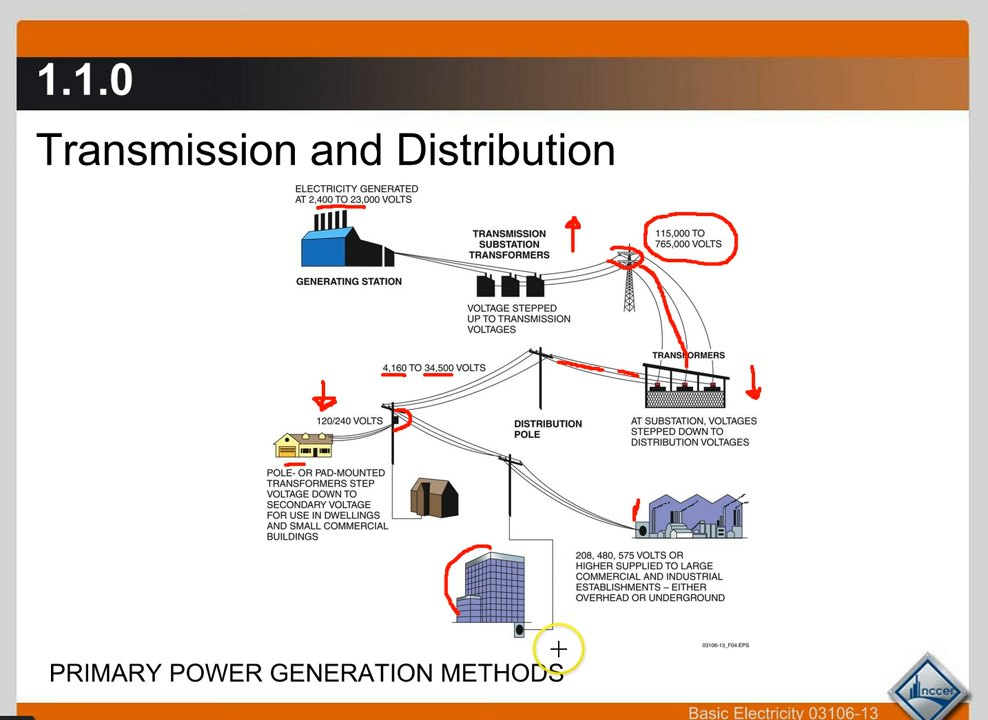 1.1.0
Transmission and Distribution
ELECTRICITY GENERATED
AT 2,400 TO 23,000 VOLTS
GENERATING STATION
TRANSMISSION
SUBSTATION
TRANSFORMERS
VOLTAGE STEPPED
UP TO TRANSMISSION
VOLTAGES
115,000 TO
765,000 VOLTS
TRANSFORMERS
AT SUBSTATION, VOLTAGES
STEPPED DOWN TO
DISTRIBUTION VOLTAGES
4,160 TO 34,500 VOLTS
DISTRIBUTION
POLE
120/240 VOLTS
POLE- OR PAD-MOUNTED
TRANSFORMERS STEP
VOLTAGE DOWN TO
SECONDARY VOLTAGE
FOR USE IN DWELLINGS
AND SMALL COMMERCIAL
BUILDINGS
208, 480, 575 VOLTS OR
HIGHER SUPPLIED TO LARGE
COMMERCIAL AND INDUSTRIAL
ESTABLISHMENTS – EITHER
OVERHEAD OR UNDERGROUND
03106-13_F04.EPS
PRIMARY POWER GENERATION METHODS
nccer
Basic Electricity 03106-13